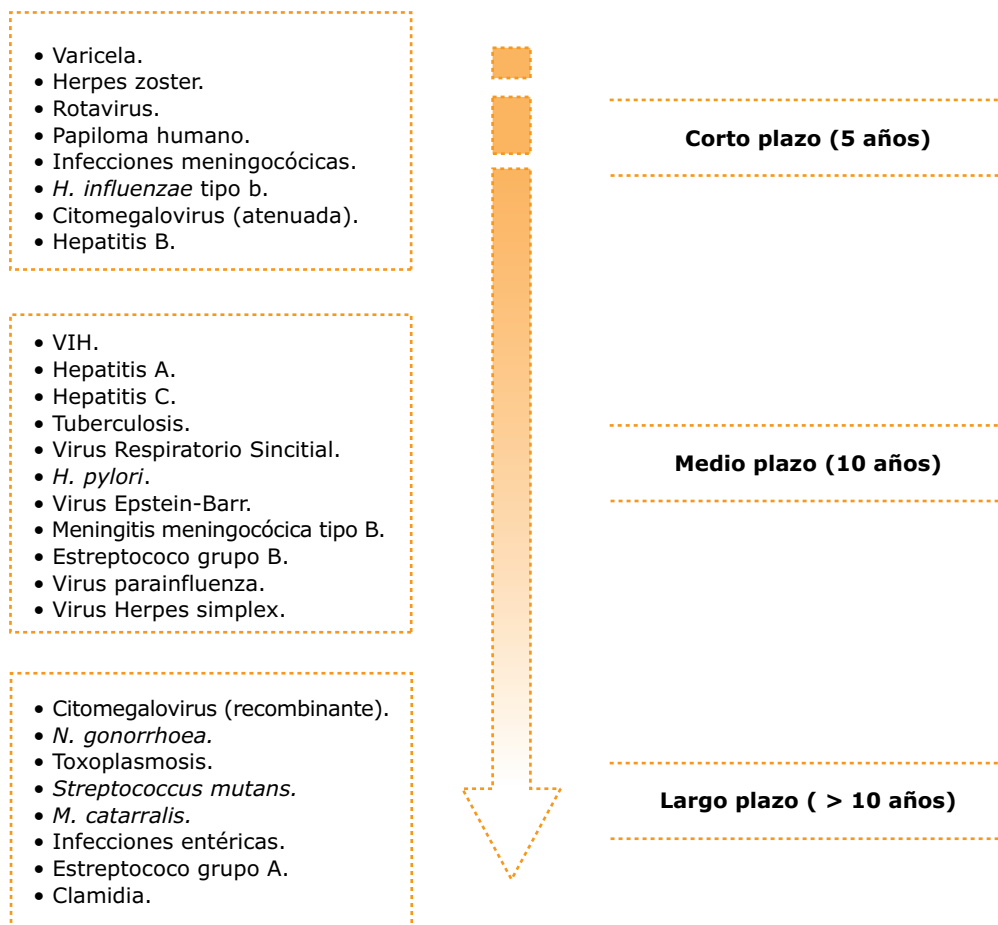 • Varicela.
• Herpes zoster.
• Rotavirus.
• Papiloma humano.
• Infecciones meningocócicas.
• H. influenzae tipo b.
• Citomegalovirus (atenuada).
• Hepatitis B.
Corto plazo (5 años)
• VIH.
• Hepatitis A.
• Hepatitis C.
• Tuberculosis.
• Virus Respiratorio Sincitial.
• H. pylori.
• Virus Epstein-Barr.
• Meningitis meningocócica tipo B.
• Estreptococo grupo B.
• Virus parainfluenza.
• Virus Herpes simplex.
Medio plazo (10 años)
• Citomegalovirus (recombinante).
• N. gonorrhoea.
• Toxoplasmosis.
• Streptococcus mutans.
• M. catarralis.
• Infecciones entéricas.
• Estreptococo grupo A.
• Clamidia.
Largo plazo ( > 10 años)